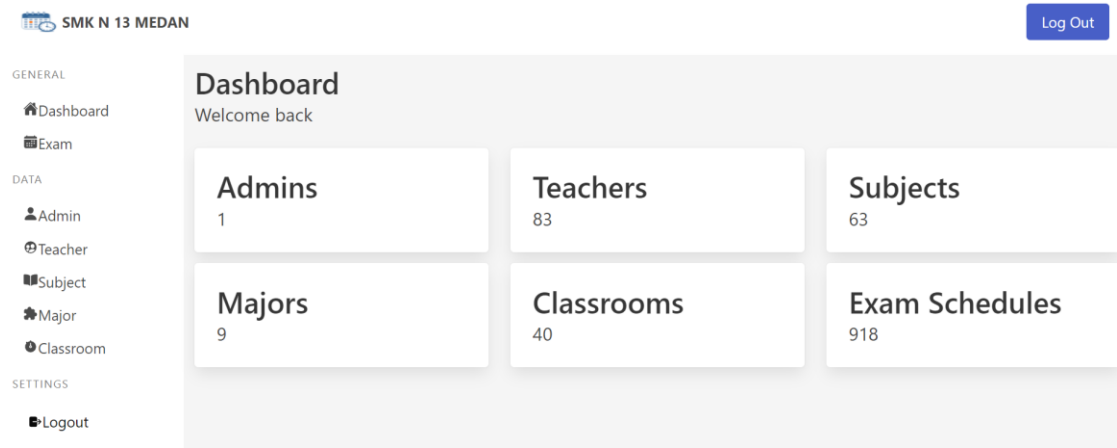 SMK N 13 MEDAN
Log Out
GENERAL
Dashboard
Exam
DATA
Admin
Teacher
Subject
Major
Classroom
SETTINGS
Logout
Dashboard
Welcome back
Admins
1
Teachers
83
Subjects
63
Majors
9
Classrooms
40
Exam Schedules
918